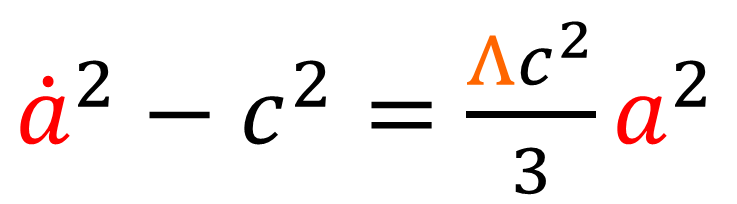 ȧ² − c² = Λc²/3 a²